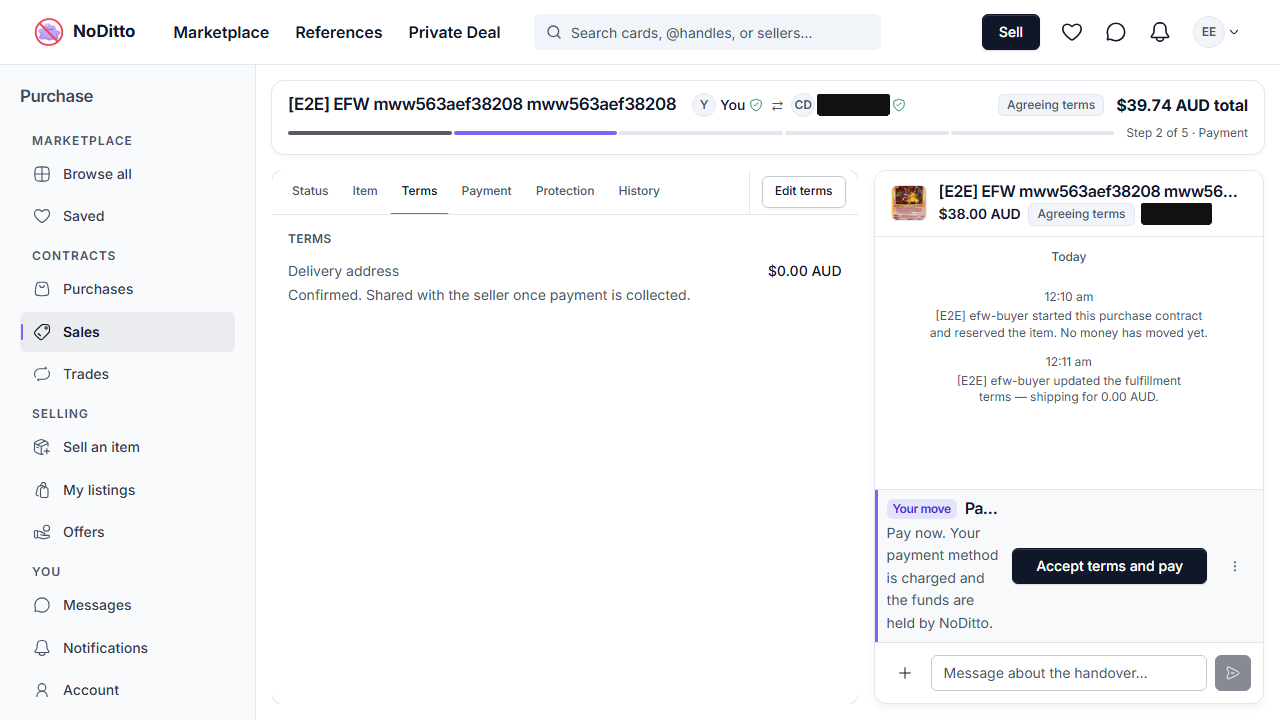 NoDitto
Marketplace
References
Private Deal
Search cards, @handles, or sellers...
Sell
EE
Purchase
MARKETPLACE
Browse all
Saved
CONTRACTS
Purchases
Sales
Trades
SELLING
Sell an item
My listings
Offers
YOU
Messages
Notifications
Account
[E2E] EFW mww563aef38208 mww563aef38208
Y You
CD
Agreeing terms
$39.74 AUD total
Step 2 of 5 · Payment
Status
Item
Terms
Payment
Protection
History
Edit terms
TERMS
Delivery address
$0.00 AUD
Confirmed. Shared with the seller once payment is collected.
[E2E] EFW mww563aef38208 mww56...
$38.00 AUD
Agreeing terms
Today
12:10 am
[E2E] efw-buyer started this purchase contract
and reserved the item. No money has moved yet.
12:11 am
[E2E] efw-buyer updated the fulfillment
terms — shipping for 0.00 AUD.
Your move
Pa...
Pay now. Your
payment method
is charged and
the funds are
held by NoDitto.
Accept terms and pay
Message about the handover...